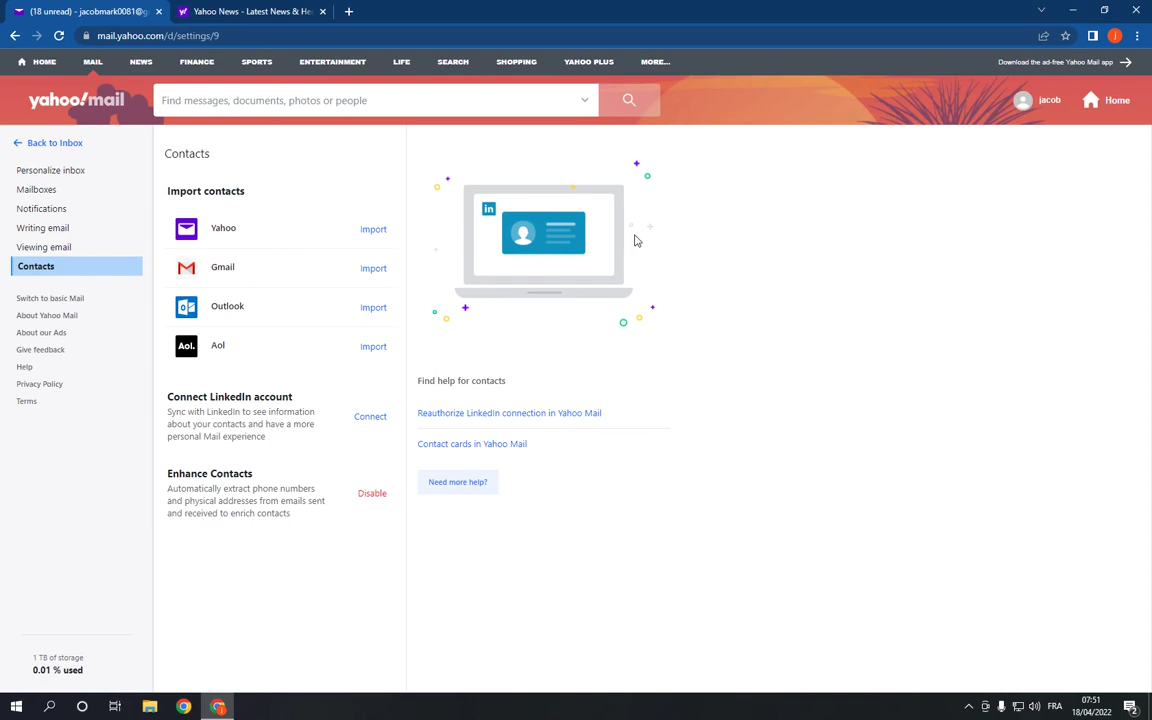 (18 unread) - jacobmark0081@g
Yahoo News - Latest News & He
mail.yahoo.com/d/settings/9
HOME
MAIL
NEWS
FINANCE
SPORTS
ENTERTAINMENT
LIFE
SEARCH
SHOPPING
YAHOO PLUS
MORE...
Download the ad-free Yahoo Mail app
yahoo!mail
Find messages, documents, photos or people
jacob
Home
Back to Inbox
Personalize inbox
Mailboxes
Notifications
Writing email
Viewing email
Contacts
Switch to basic Mail
About Yahoo Mail
About our Ads
Give feedback
Help
Privacy Policy
Terms
1 TB of storage
0.01 % used
Contacts
Import contacts
Yahoo
Import
Gmail
Import
Outlook
Import
Aol.
Aol
Import
Connect LinkedIn account
Sync with LinkedIn to see information
about your contacts and have a more
personal Mail experience
Connect
Enhance Contacts
Automatically extract phone numbers
and physical addresses from emails sent
and received to enrich contacts
Disable
in
Find help for contacts
Reauthorize LinkedIn connection in Yahoo Mail
Contact cards in Yahoo Mail
Need more help?
FRA
07:51
18/04/2022
2